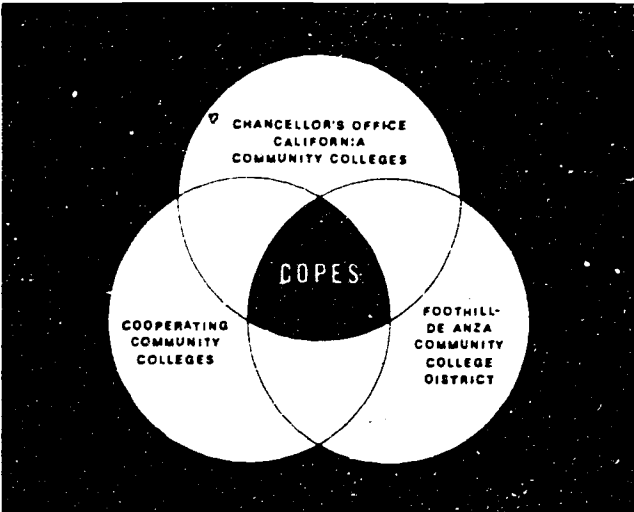 CHANCELLOR'S OFFICE
CALIFORNIA
COMMUNITY COLLEGES
COPES
COOPERATING
COMMUNITY
COLLEGES
FOOTHILL-
DE ANZA
COMMUNITY
COLLEGE
DISTRICT